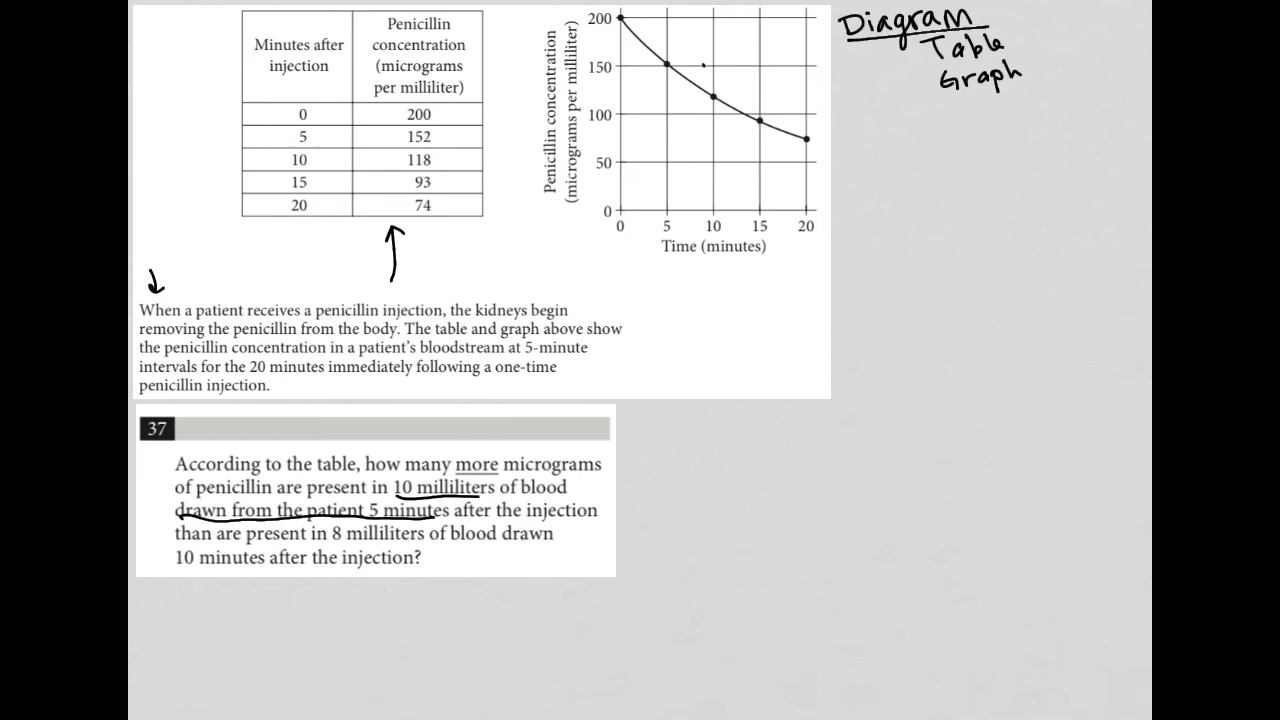 Minutes after
injection
Penicillin
concentration
(micrograms
per milliliter)
0 200
5 152
10 118
15 93
20 74
Penicillin concentration
(micrograms per milliliter)
200
150
100
50
0
0 5 10 15 20
Time (minutes)
Diagram
Table
Graph
When a patient receives a penicillin injection, the kidneys begin
removing the penicillin from the body. The table and graph above show
the penicillin concentration in a patient's bloodstream at 5-minute
intervals for the 20 minutes immediately following a one-time
penicillin injection.
37
According to the table, how many more micrograms
of penicillin are present in 10 milliliters of blood
drawn from the patient 5 minutes after the injection
than are present in 8 milliliters of blood drawn
10 minutes after the injection?